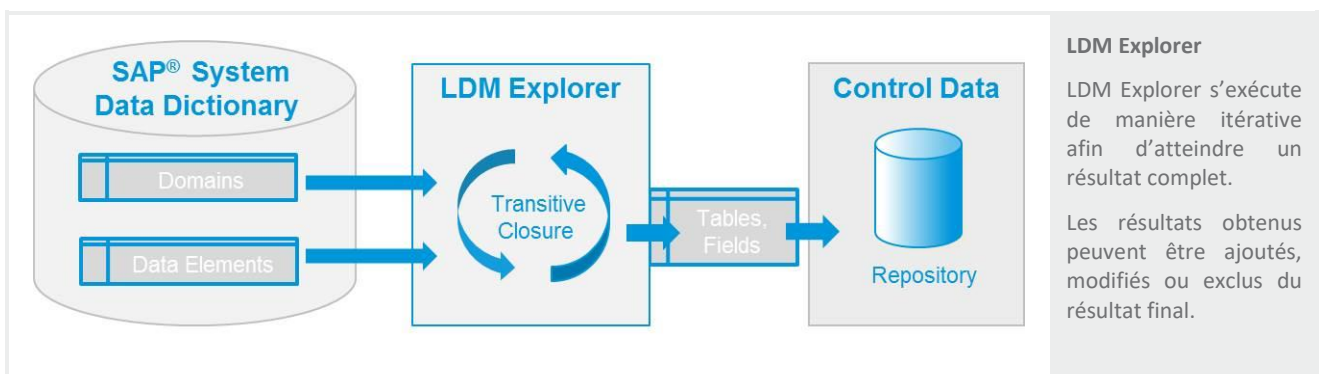 SAP® System
Data Dictionary
Domains
Data Elements
LDM Explorer
Transitive
Closure
Tables,
Fields
Control Data
Repository
LDM Explorer
LDM Explorer s’exécute
de manière itérative
afin d’atteindre un
résultat complet.
Les résultats obtenus
peuvent être ajoutés,
modifiés ou exclus du
résultat final.